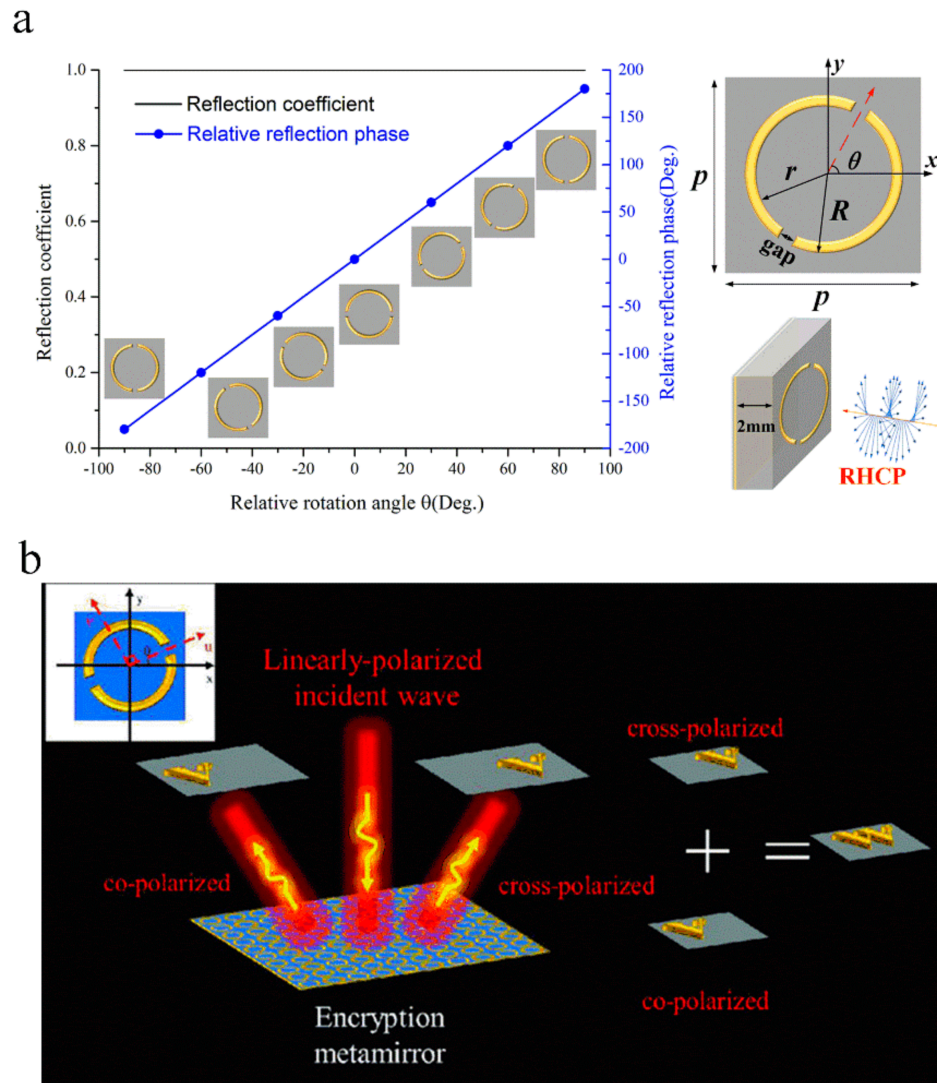 a
Reflection coefficient
Relative reflection phase
1.0
0.8
0.6
0.4
0.2
0.0
Reflection coefficient
200
150
100
50
0
-50
-100
-150
-200
Relative reflection phase(Deg.)
-100
-80
-60
-40
-20
0
20
40
60
80
100
Relative rotation angle θ(Deg.)
y
x
θ
r
R
p
gap
p
2mm
RHCP
b
y
v
θ
u
x
Linearly-polarized
incident wave
cross-polarized
co-polarized
cross-polarized
+ =
co-polarized
Encryption
metamirror